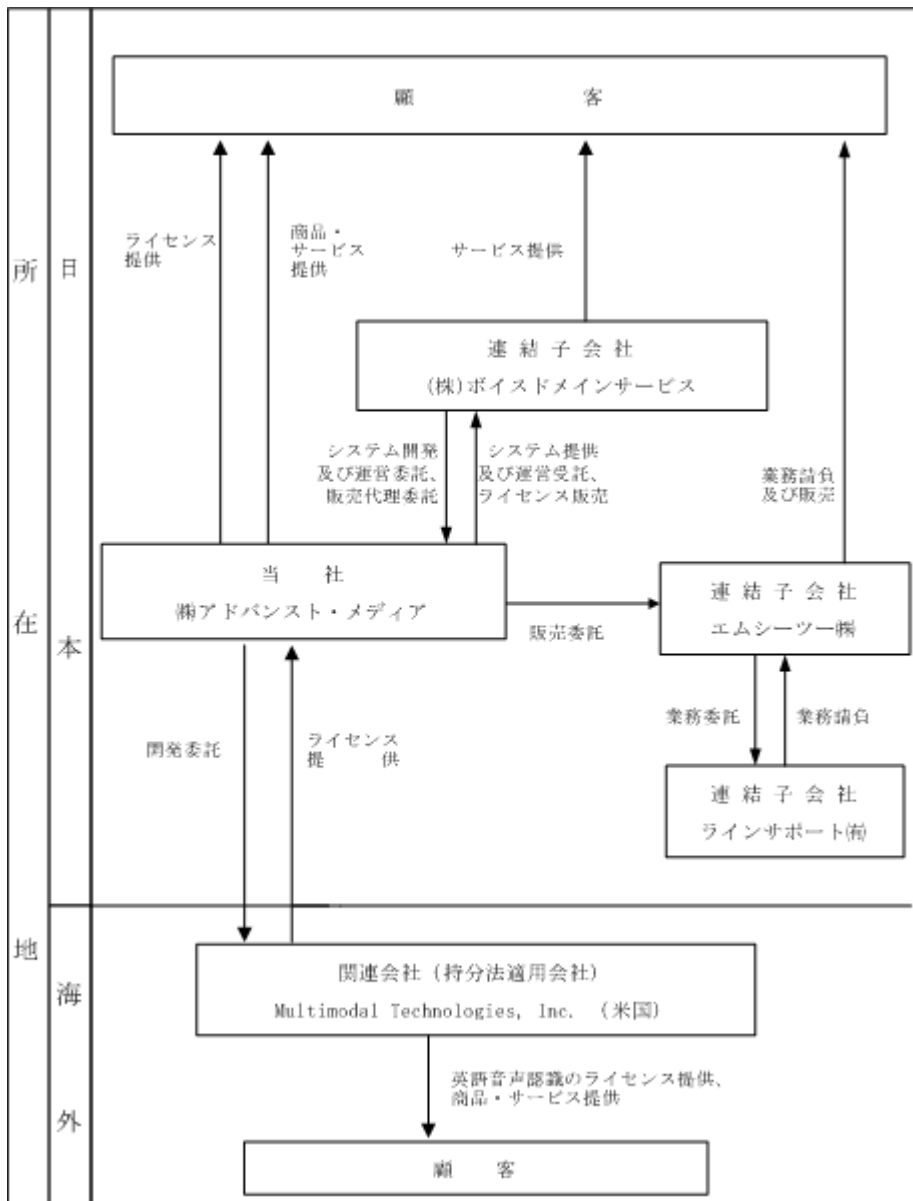 所在地
日本
顧客
ライセンス
提供
商品・
サービス
提供
サービス提供
連結子会社
(株)ボイスドメインサービス
システム開発
及び運営委託、
販売代理委託
システム提供
及び運営受託、
ライセンス販売
業務請負
及び販売
当社
㈱アドバンスト・メディア
販売委託
連結子会社
エムシーツー㈱
業務委託
業務請負
連結子会社
ラインサポート㈲
開発委託
ライセンス
提供
海外
関連会社(持分法適用会社)
Multimodal Technologies, Inc. (米国)
英語音声認識のライセンス提供、
商品・サービス提供
顧客